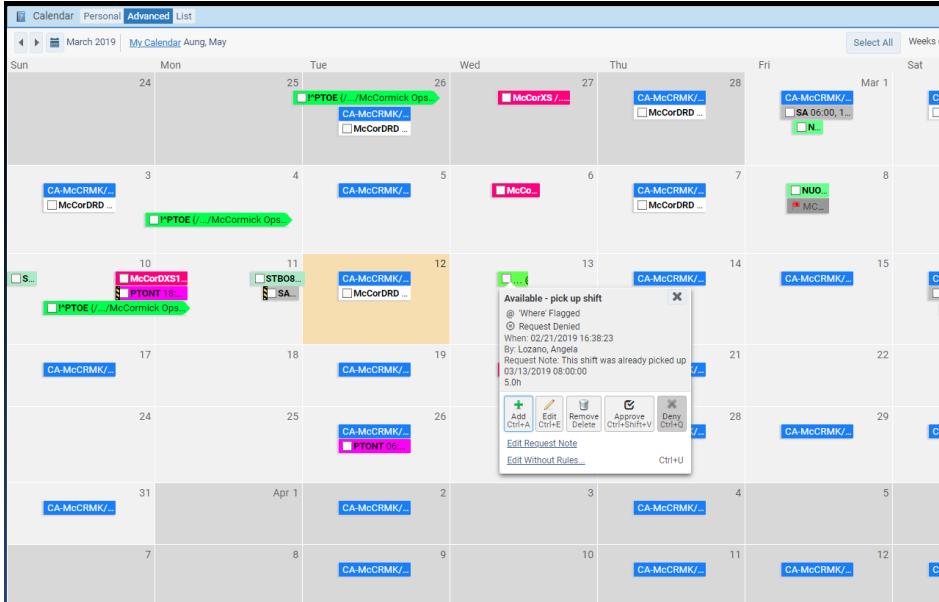 Calendar Personal Advanced List
March 2019 My Calendar Aung, May Select All Weeks
Sun Mon Tue Wed Thu Fri Sat
24 25 26 27 28 Mar 1
!^PTOE (/.../McCormick Ops... McCorXS /.... CA-McCRMK/... CA-McCRMK/... C
CA-McCRMK/... McCorDRD ... SA 06:00, 1...
McCorDRD ... N...
3 4 5 6 7 8
CA-McCRMK/... CA-McCRMK/... McCo... CA-McCRMK/... NUO...
McCorDRD ... McCorDRD ... MC...
!^PTOE (/.../McCormick Ops...
10 11 12 13 14 15
S... McCorDXS1... STBO8... CA-McCRMK/... ... ( CA-McCRMK/... CA-McCRMK/... C
PTONT 13:... SA... McCorDRD ...
!^PTOE (/.../McCormick Ops...
Available - pick up shift
@ 'Where' Flagged
Request Denied
When: 02/21/2019 16:38:23
By: Lozano, Angela
Request Note: This shift was already picked up
03/13/2019 08:00:00
5.0h
Add Edit Remove Approve Deny
Ctrl+A Ctrl+E Delete Ctrl+Shift+V Ctrl+Q
Edit Request Note
Edit Without Rules... Ctrl+U
17 18 19 21 22
CA-McCRMK/... CA-McCRMK/... /...
24 25 26 28 29
CA-McCRMK/... /... CA-McCRMK/... C
PTONT 06:...
31 Apr 1 2 3 4 5
CA-McCRMK/... CA-McCRMK/... CA-McCRMK/...
7 8 9 10 11 12
CA-McCRMK/... CA-McCRMK/... CA-McCRMK/... C